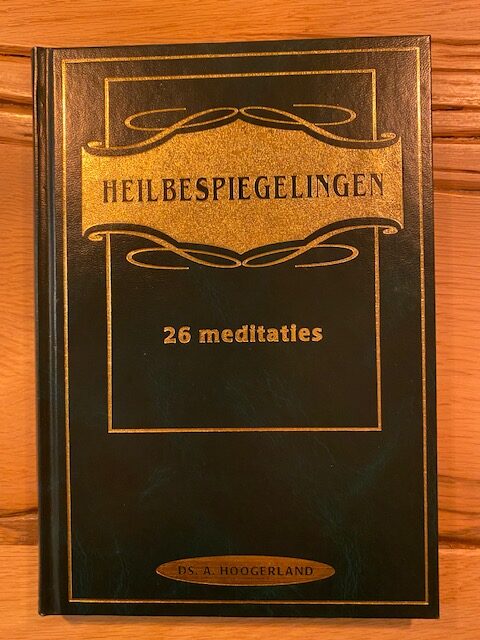 HEILBESPIEGELINGEN
26 meditaties
DS. A. HOOGERLAND